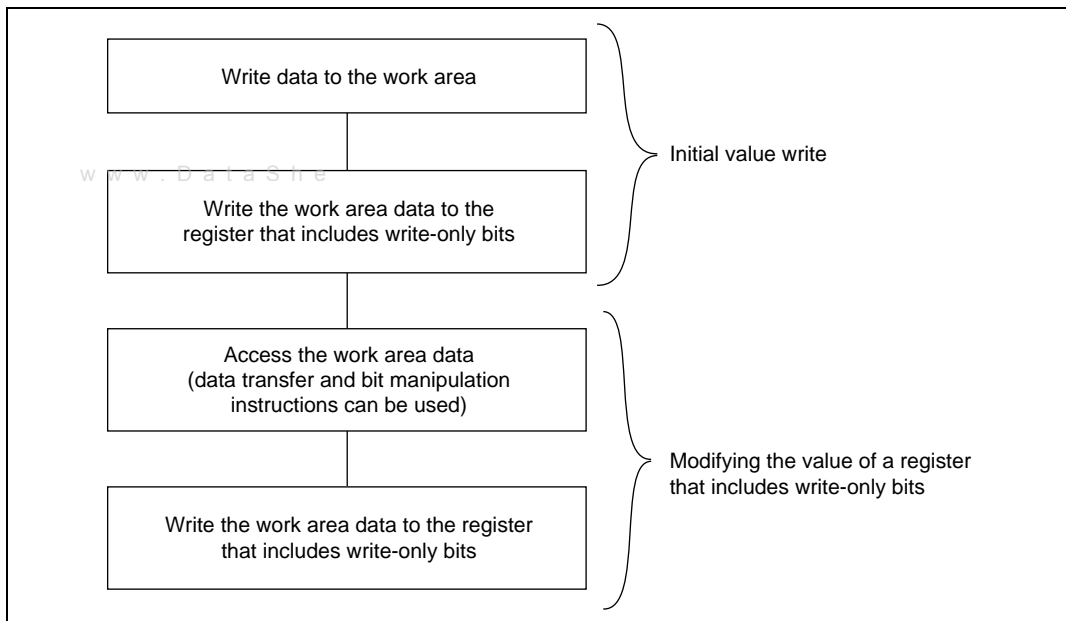 Write data to the work area
Initial value write
www.DataShe
Write the work area data to the
register that includes write-only bits
Access the work area data
(data transfer and bit manipulation
instructions can be used)
Modifying the value of a register
that includes write-only bits
Write the work area data to the register
that includes write-only bits